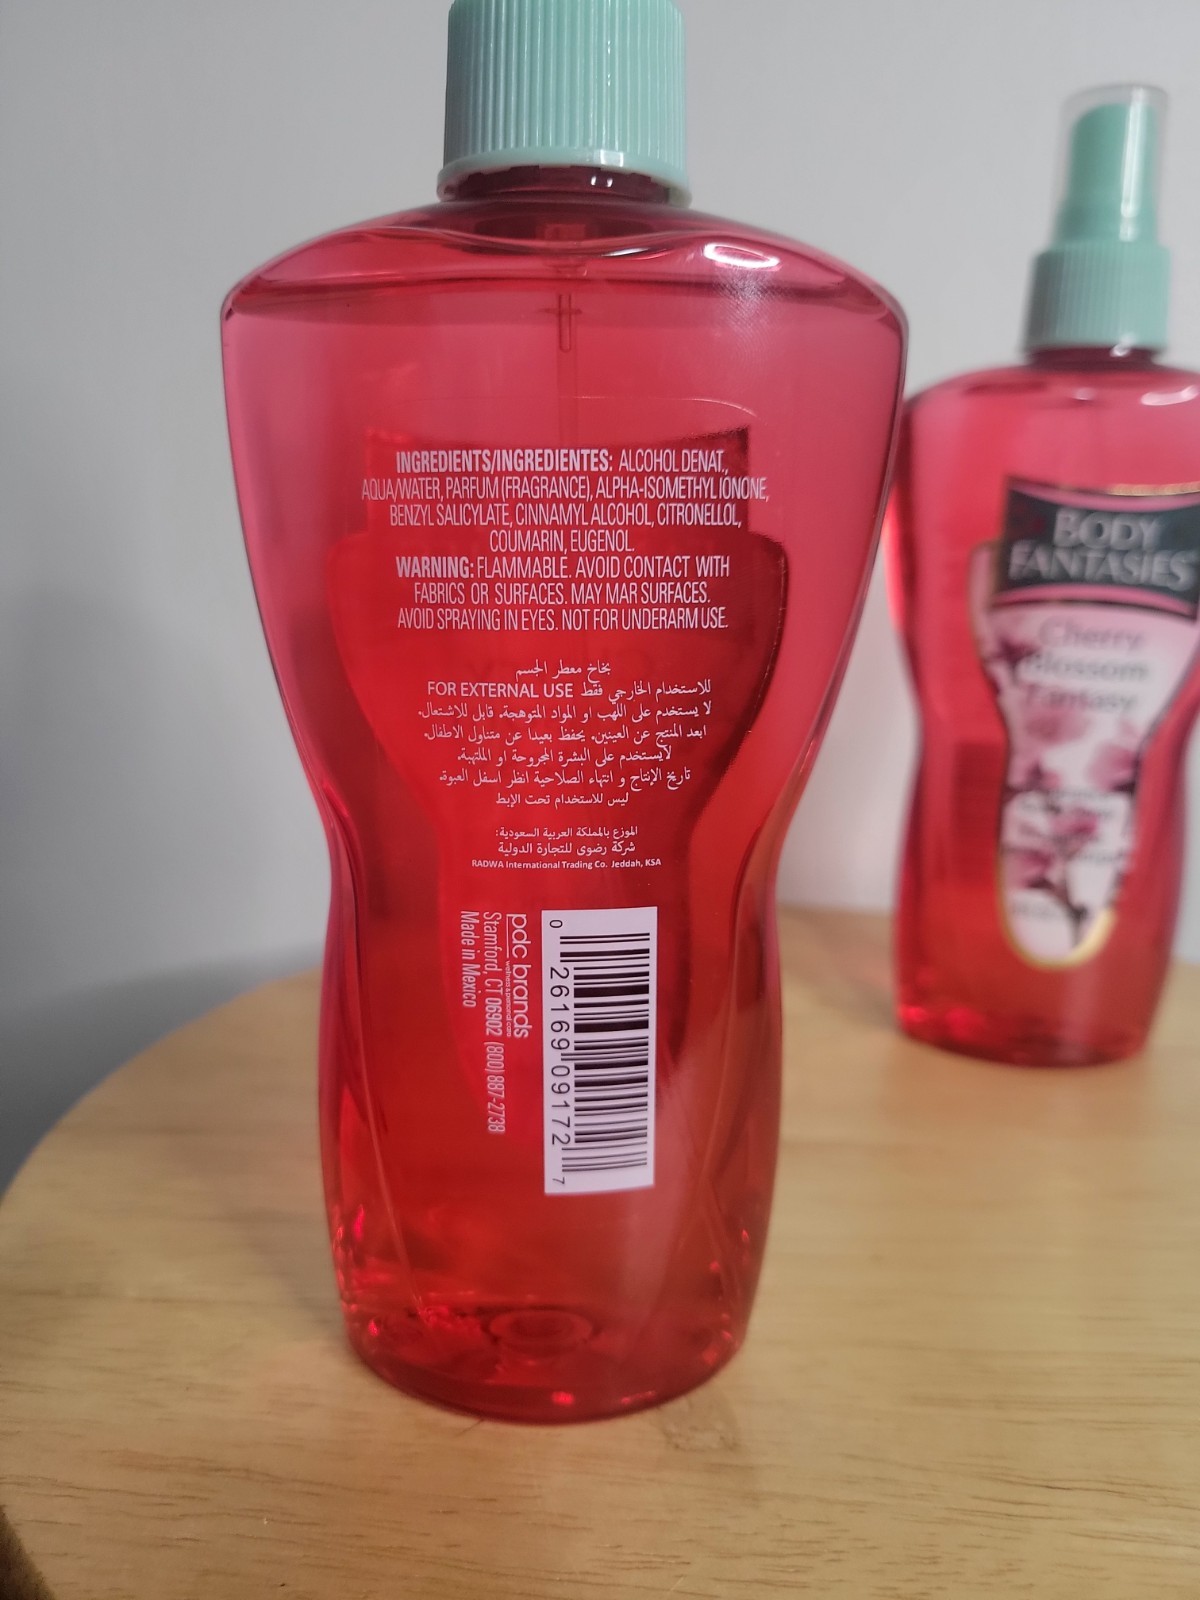 INGREDIENTS/INGREDIENTES: ALCOHOL DENAT.,
AQUA/WATER, PARFUM (FRAGRANCE), ALPHA-ISOMETHYL IONONE,
BENZYL SALICYLATE, CINNAMYL ALCOHOL, CITRONELLOL,
COUMARIN, EUGENOL.
WARNING: FLAMMABLE. AVOID CONTACT WITH
FABRICS OR SURFACES. MAY MAR SURFACES.
AVOID SPRAYING IN EYES. NOT FOR UNDERARM USE.
بخاخ معطر الجسم
للاستخدام الخارجي فقط FOR EXTERNAL USE
لا يستخدم على اللهب او المواد المتوهجة. قابل للاشتعال.
ابعد المنتج عن العينين. يحفظ بعيدا عن متناول الاطفال.
لايستخدم على البشرة المجروحة او الملتهبة.
تاريخ الإنتاج و انتهاء الصلاحية انظر اسفل العبوة.
ليس للاستخدام تحت الإبط
الموزع بالمملكة العربية السعودية:
شركة رضوى للتجارة الدولية
RADWA International Trading Co. Jeddah, KSA
pdc brands
wellness & personal care
Stamford, CT 06902 (800) 887-2738
Made in Mexico
0 26169 09172 7
BODY
FANTASIES
Cherry
Blossom
Fantasy